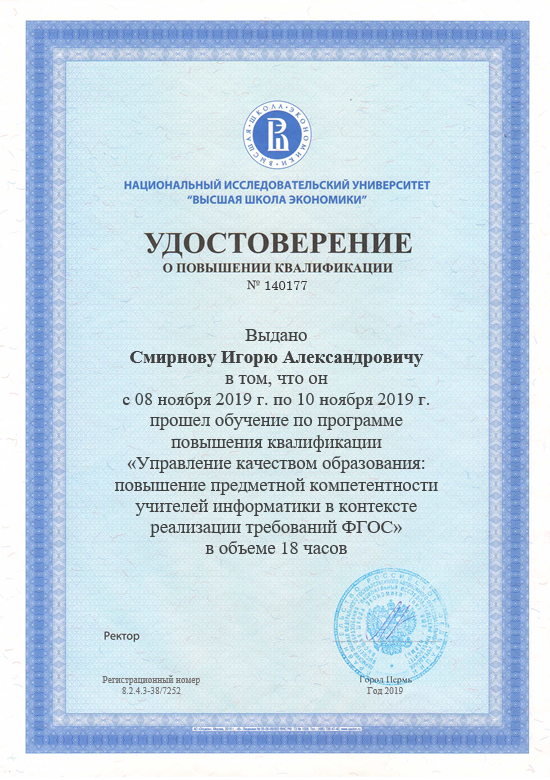 ВЫСШАЯ ШКОЛА ЭКОНОМИКИ
НАЦИОНАЛЬНЫЙ ИССЛЕДОВАТЕЛЬСКИЙ УНИВЕРСИТЕТ
"ВЫСШАЯ ШКОЛА ЭКОНОМИКИ"
УДОСТОВЕРЕНИЕ
О ПОВЫШЕНИИ КВАЛИФИКАЦИИ
№ 140177
Выдано
Смирнову Игорю Александровичу
в том, что он
с 08 ноября 2019 г. по 10 ноября 2019 г.
прошел обучение по программе
повышения квалификации
«Управление качеством образования:
повышение предметной компетентности
учителей информатики в контексте
реализации требований ФГОС»
в объеме 18 часов
Ректор
Регистрационный номер
8.2.4.3-38/7252
Город Пермь
Год 2019